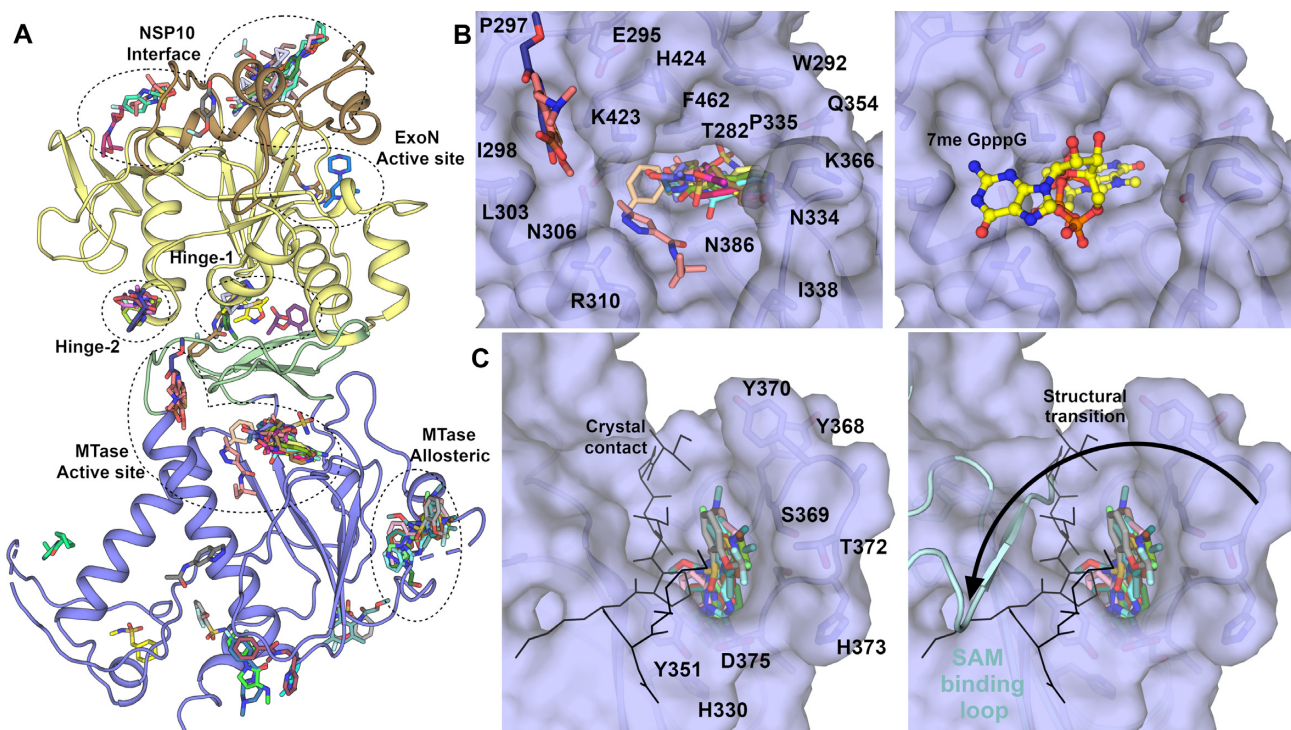 A
NSP10
Interface
ExoN
Active site
Hinge-1
Hinge-2
MTase
Active site
MTase
Allosteric
B
P297
E295
H424
W292
F462
Q354
K423
T282
P335
I298
K366
L303
N306
N334
N386
R310
I338
7me GpppG
C
Y370
Crystal
contact
Y368
S369
T372
H373
Y351
D375
H330
Structural
transition
SAM
binding
loop